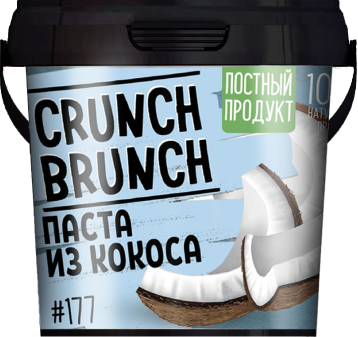 CRUNCH
BRUNCH
ПАСТА
ИЗ КОКОСА
#177
ПОСТНЫЙ
ПРОДУКТ